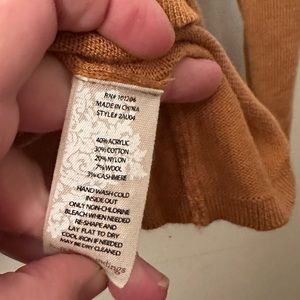 RN# 101206
MADE IN CHINA
STYLE# 2AU04
40% ACRYLIC
30% COTTON
20% NYLON
7% WOOL
3% CASHMERE
HAND WASH COLD
INSIDE OUT
ONLY NON-CHLORINE
BLEACH WHEN NEEDED
RE-SHAPE AND
LAY FLAT TO DRY
COOL IRON IF NEEDED
MAY BE DRY CLEANED